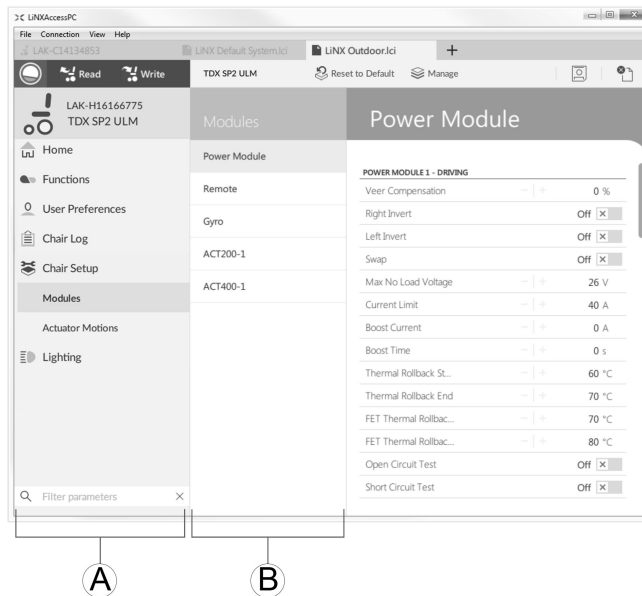 LiNXAccessPC
File Connection View Help
LAK-C14134853 LiNX Default System.lci LiNX Outdoor.lci +
Read Write TDX SP2 ULM Reset to Default Manage
LAK-H16166775
TDX SP2 ULM
Home
Functions
User Preferences
Chair Log
Chair Setup
Modules
Actuator Motions
Lighting
Filter parameters ×
Modules
Power Module
Remote
Gyro
ACT200-1
ACT400-1
Power Module
POWER MODULE 1 - DRIVING
Veer Compensation − + 0 %
Right Invert Off ×
Left Invert Off ×
Swap Off ×
Max No Load Voltage − + 26 V
Current Limit − + 40 A
Boost Current − + 0 A
Boost Time − + 0 s
Thermal Rollback St... − + 60 °C
Thermal Rollback End − + 70 °C
FET Thermal Rollbac... − + 70 °C
FET Thermal Rollbac... − + 80 °C
Open Circuit Test Off ×
Short Circuit Test Off ×
A B